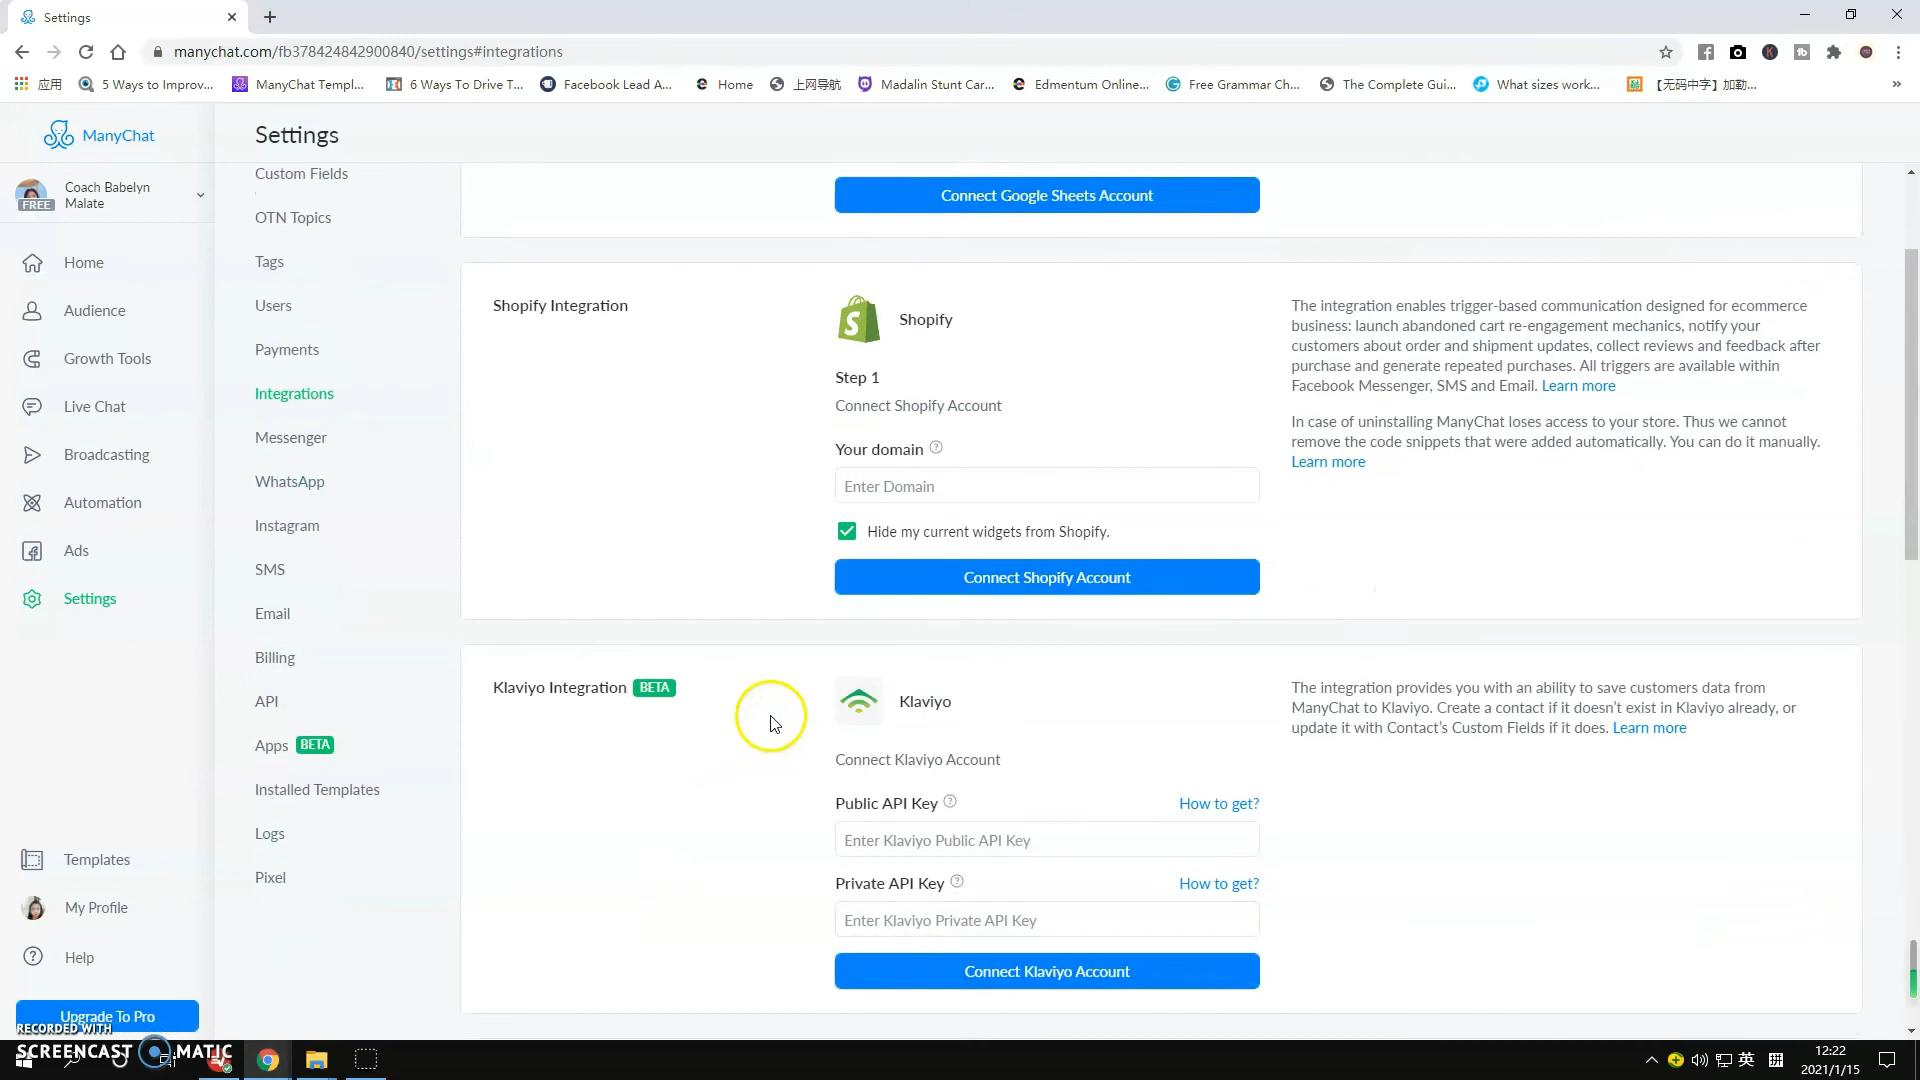 Settings
manychat.com/fb378424842900840/settings#integrations
应用
5 Ways to Improv...
ManyChat Templ...
6 Ways To Drive T...
Facebook Lead A...
Home
上网导航
Madalin Stunt Car...
Edmentum Online...
Free Grammar Ch...
The Complete Gui...
What sizes work...
【无码中字】加勒...
»
ManyChat
Settings
Coach Babelyn
Malate
FREE
Home
Audience
Growth Tools
Live Chat
Broadcasting
Automation
Ads
Settings
Templates
My Profile
Help
Upgrade To Pro
Custom Fields
OTN Topics
Tags
Users
Payments
Integrations
Messenger
WhatsApp
Instagram
SMS
Email
Billing
API
Apps BETA
Installed Templates
Logs
Pixel
Connect Google Sheets Account
Shopify Integration
Shopify
Step 1
Connect Shopify Account
Your domain
Enter Domain
Hide my current widgets from Shopify.
Connect Shopify Account
The integration enables trigger-based communication designed for ecommerce
business: launch abandoned cart re-engagement mechanics, notify your
customers about order and shipment updates, collect reviews and feedback after
purchase and generate repeated purchases. All triggers are available within
Facebook Messenger, SMS and Email. Learn more
In case of uninstalling ManyChat loses access to your store. Thus we cannot
remove the code snippets that were added automatically. You can do it manually.
Learn more
Klaviyo Integration BETA
Klaviyo
Connect Klaviyo Account
Public API Key
How to get?
Enter Klaviyo Public API Key
Private API Key
How to get?
Enter Klaviyo Private API Key
Connect Klaviyo Account
The integration provides you with an ability to save customers data from
ManyChat to Klaviyo. Create a contact if it doesn't exist in Klaviyo already, or
update it with Contact's Custom Fields if it does. Learn more
RECORDED WITH
SCREENCAST MATIC
英
拼
12:22
2021/1/15